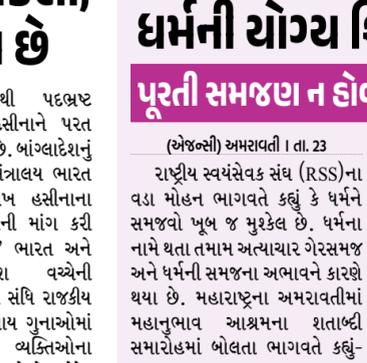 છે
થી પદભ્રષ્ટ
સીનાને પરત
છે. બાંગ્લાદેશનું
ત્રાલય ભારત
ખ હસીનાના
ની માંગ કરી
ભારત અને
વચ્ચેની
સંધિ રાજકીય
ય ગુનાઓમાં
વ્યક્તિઓના
ધર્મની યોગ્ય
પૂરતી સમજણ ન હોવ
(એજન્સી) અમરાવતી । તા. 23
રાષ્ટ્રીય સ્વયંસેવક સંઘ (RSS)ના
વડા મોહન ભાગવતે કહ્યું કે ધર્મને
સમજવો ખૂબ જ મુશ્કેલ છે. ધર્મના
નામે થતા તમામ અત્યાચાર ગેરસમજ
અને ધર્મની સમજના અભાવને કારણે
થયા છે. મહારાષ્ટ્રના અમરાવતીમાં
મહાનુભાવ આશ્રમના શતાબ્દી
સમારોહમાં બોલતા ભાગવતે કહ્યું-